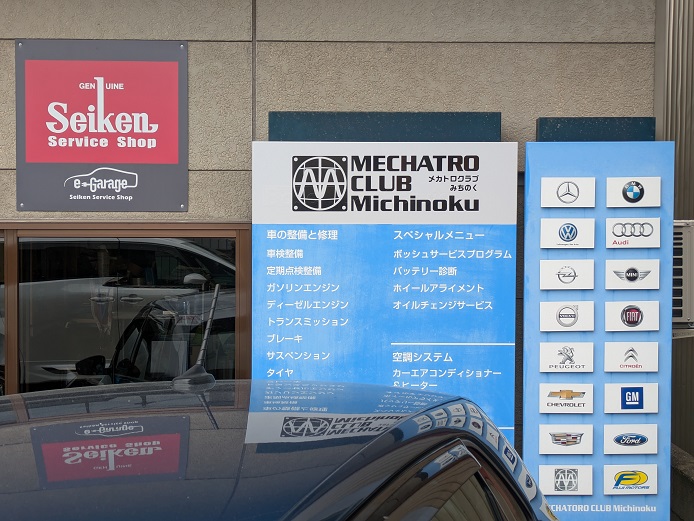 GENUINE
Seiken
Service Shop
e-Garage
Seiken Service Shop
MECHATRO
CLUB メカトロクラブ
みちのく
Michinoku
車の整備と修理
車検整備
定期点検整備
ガソリンエンジン
ディーゼルエンジン
トランスミッション
ブレーキ
サスペンション
タイヤ
スペシャルメニュー
ボッシュサービスプログラム
バッテリー診断
ホイールアライメント
オイルチェンジサービス
空調システム
カーエアコンディショナー
&ヒーター
Audi
MINI
VOLVO
FIAT
PEUGEOT
CITROËN
CHEVROLET
GM
Ford
FUJI MOTORS
MECHATORO CLUB Michinoku